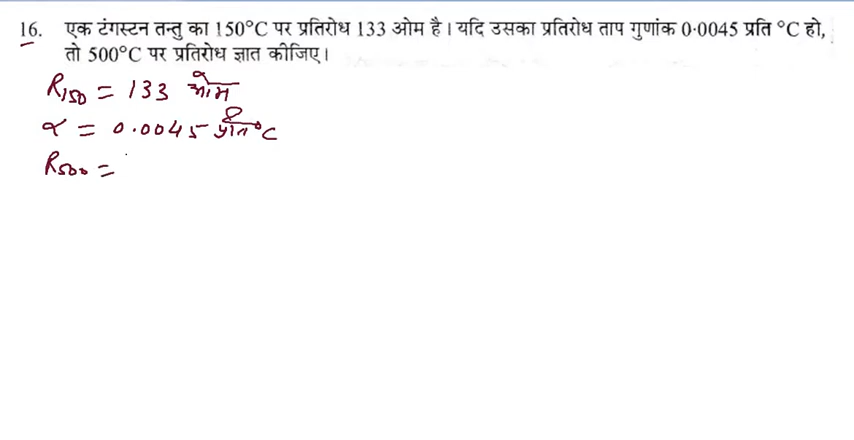 16. एक टंगस्टन तन्तु का 150°C पर प्रतिरोध 133 ओम है। यदि उसका प्रतिरोध ताप गुणांक 0·0045 प्रति °C हो,
तो 500°C पर प्रतिरोध ज्ञात कीजिए।
R150 = 133 ओम
α = 0.0045 प्रति °C
R500 =